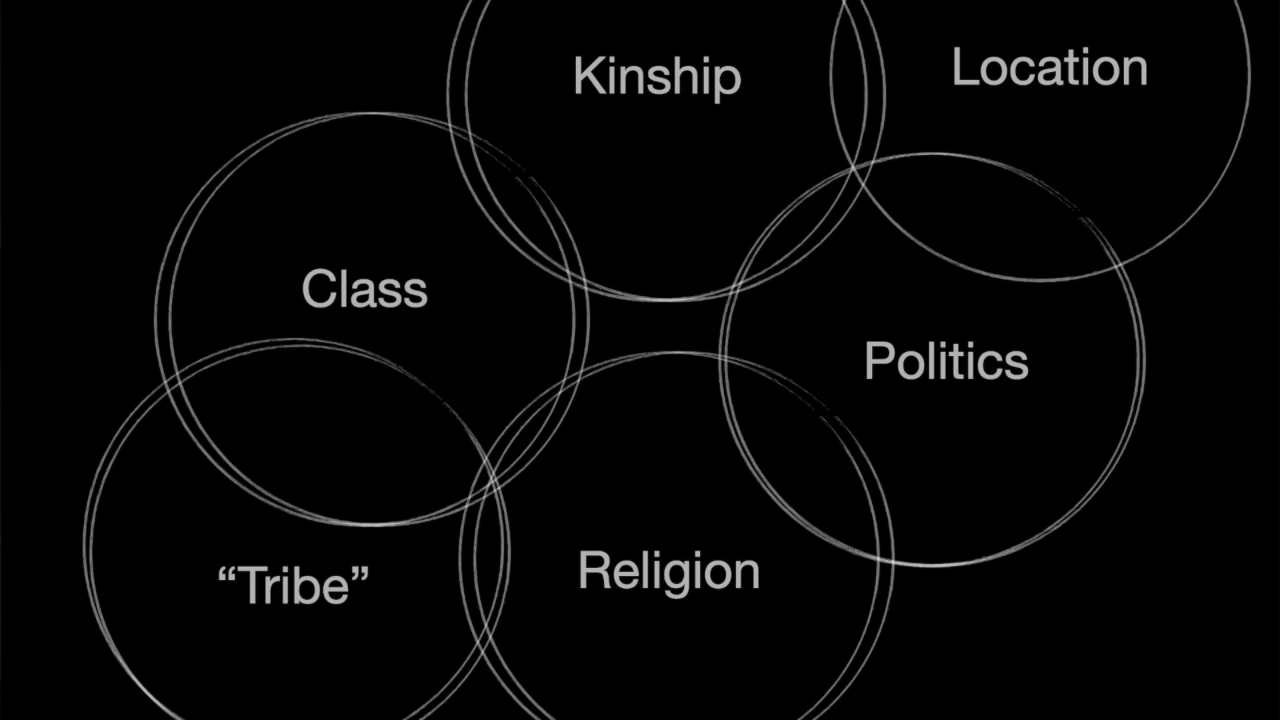 Kinship
Location
Class
Politics
“Tribe”
Religion